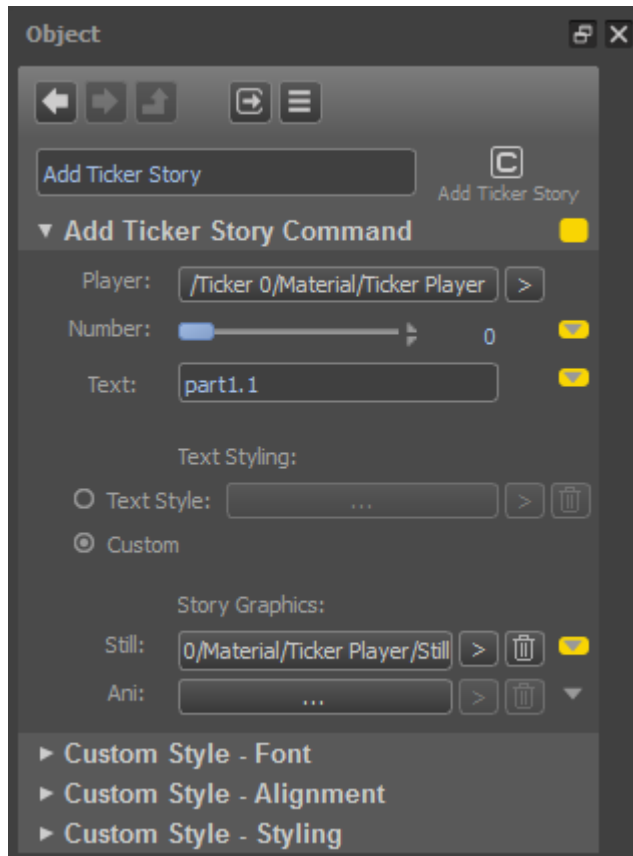 Object
Add Ticker Story
C
Add Ticker Story
Add Ticker Story Command
Player: /Ticker 0/Material/Ticker Player >
Number: 0
Text: part1.1
Text Styling:
Text Style: ... >
Custom
Story Graphics:
Still: 0/Material/Ticker Player/Still >
Ani: ... >
Custom Style - Font
Custom Style - Alignment
Custom Style - Styling